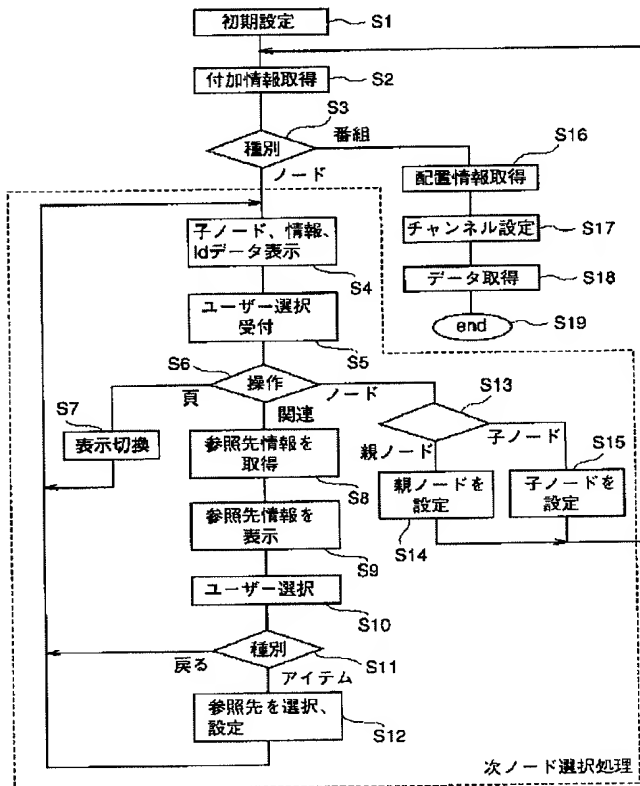 初期設定
S1
付加情報取得
S2
S3
種別
番組
ノード
S16
配置情報取得
チャンネル設定
S17
データ取得
S18
end
S19
子ノード、情報、
Idデータ表示
S4
ユーザー選択
受付
S5
S6
操作
頁
関連
ノード
S7
表示切換
S13
親ノード
子ノード
参照先情報を
取得
S8
親ノードを
設定
S14
S15
子ノードを
設定
参照先情報を
表示
S9
ユーザー選択
S10
種別
S11
戻る
アイテム
参照先を選択、
設定
S12
次ノード選択処理